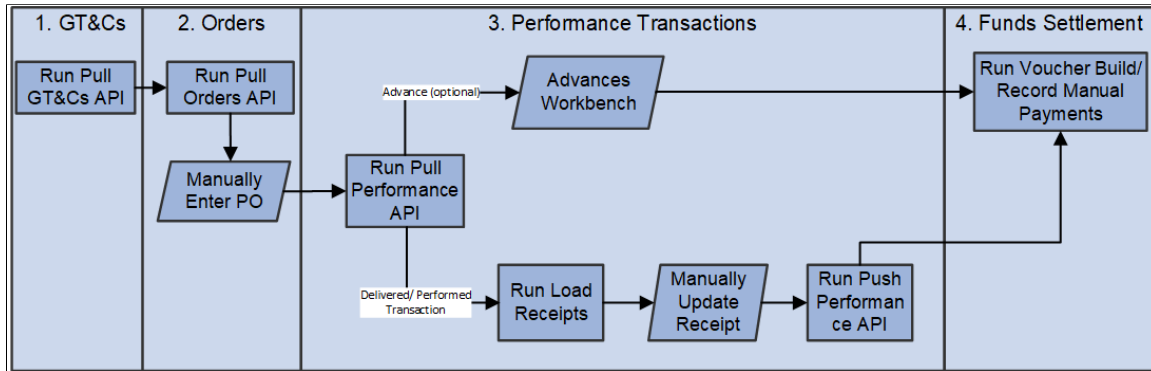 1. GT&Cs
2. Orders
3. Performance Transactions
4. Funds Settlement
Run Pull
GT&Cs API
Run Pull
Orders API
Manually
Enter PO
Run Pull
Performance
API
Advance (optional)
Advances
Workbench
Delivered/ Performed
Transaction
Run Load
Receipts
Manually
Update
Receipt
Run Push
Performan
ce API
Run Voucher Build/
Record Manual
Payments